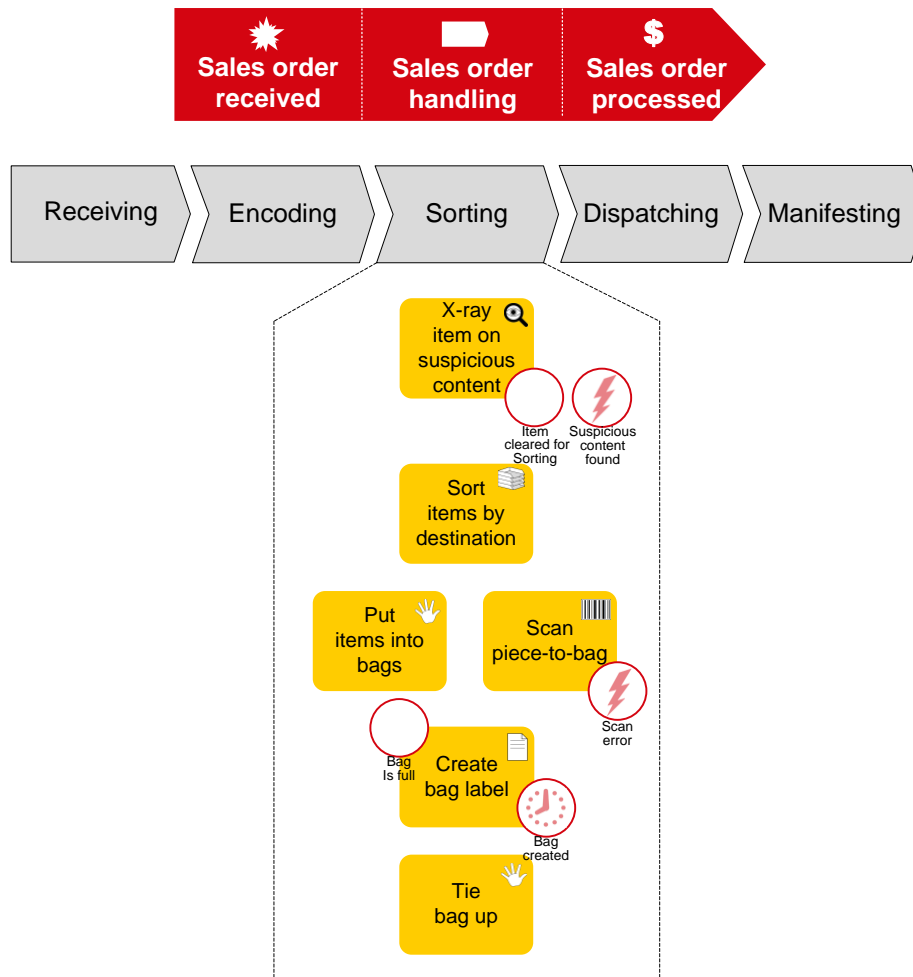 $
Sales order
received
Sales order
handling
Sales order
processed
Receiving
Encoding
Sorting
Dispatching
Manifesting
X-ray
item on
suspicious
content
Item
cleared for
Sorting
Suspicious
content
found
Sort
items by
destination
Put
items into
bags
Scan
piece-to-bag
Scan
error
Bag
Is full
Create
bag label
Bag
created
Tie
bag up